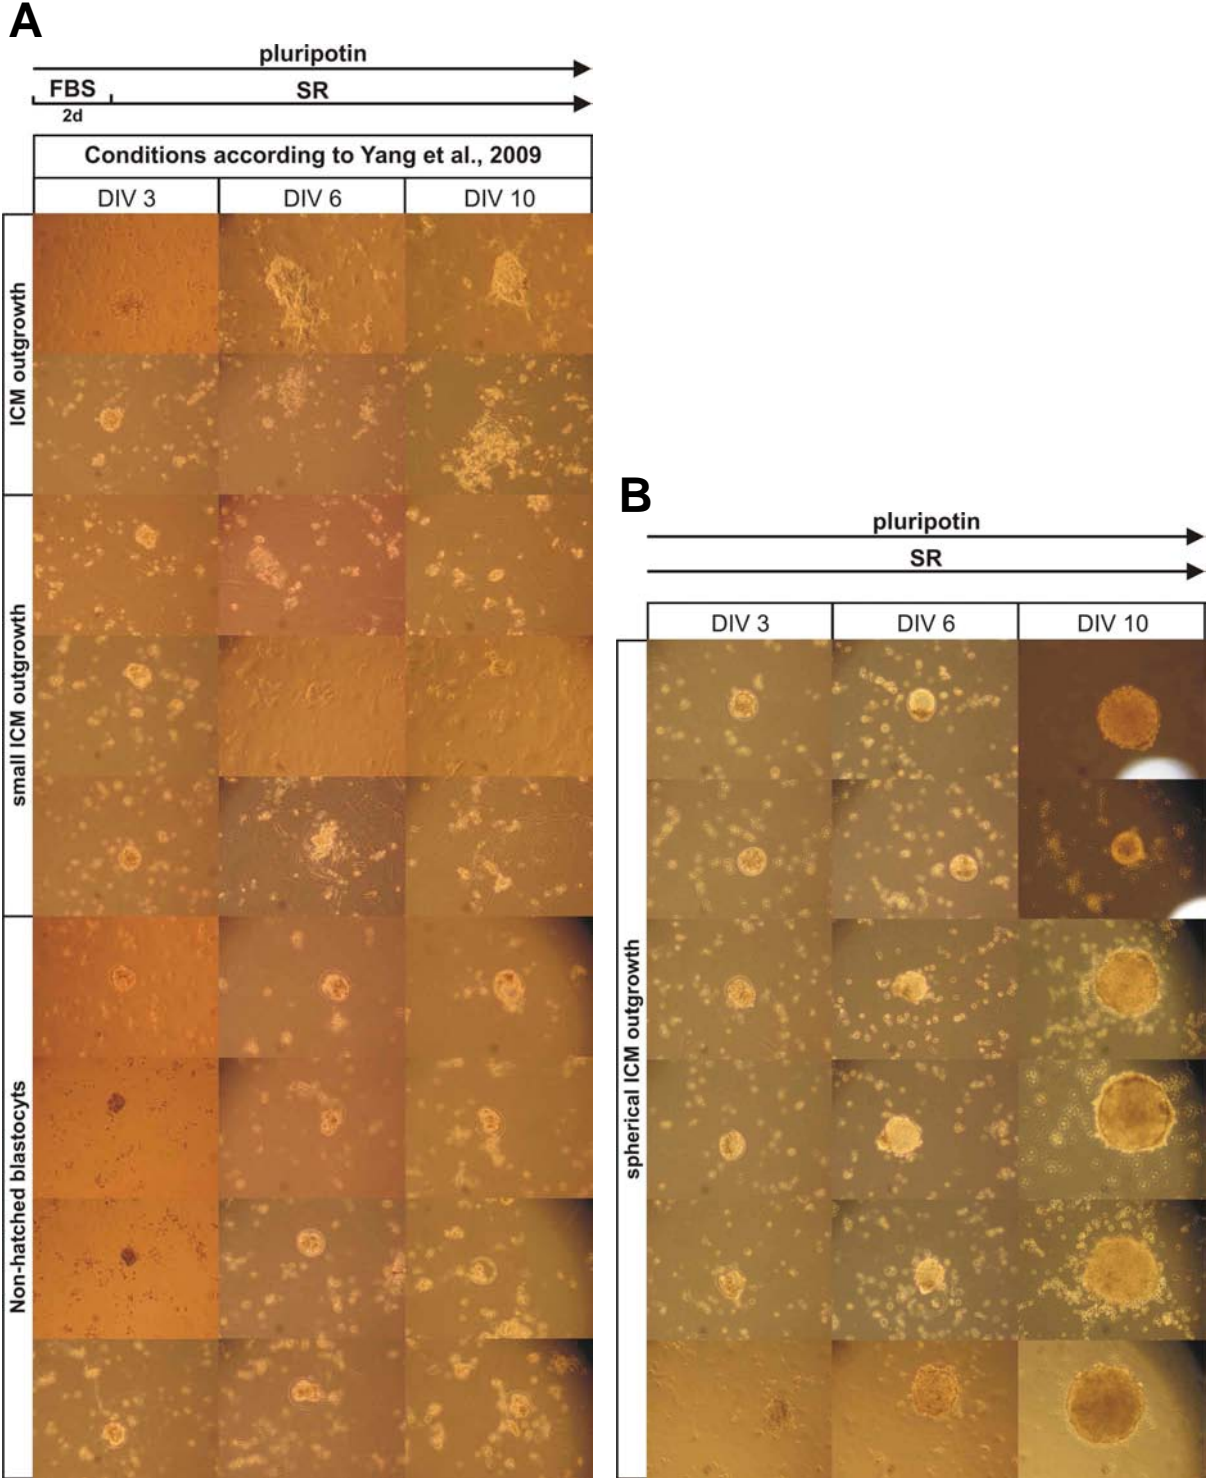 A
pluripotin
FBS
SR
2d
Conditions according to Yang et al., 2009
DIV 3
DIV 6
DIV 10
ICM outgrowth
small ICM outgrowth
Non-hatched blastocyts
B
pluripotin
SR
DIV 3
DIV 6
DIV 10
spherical ICM outgrowth